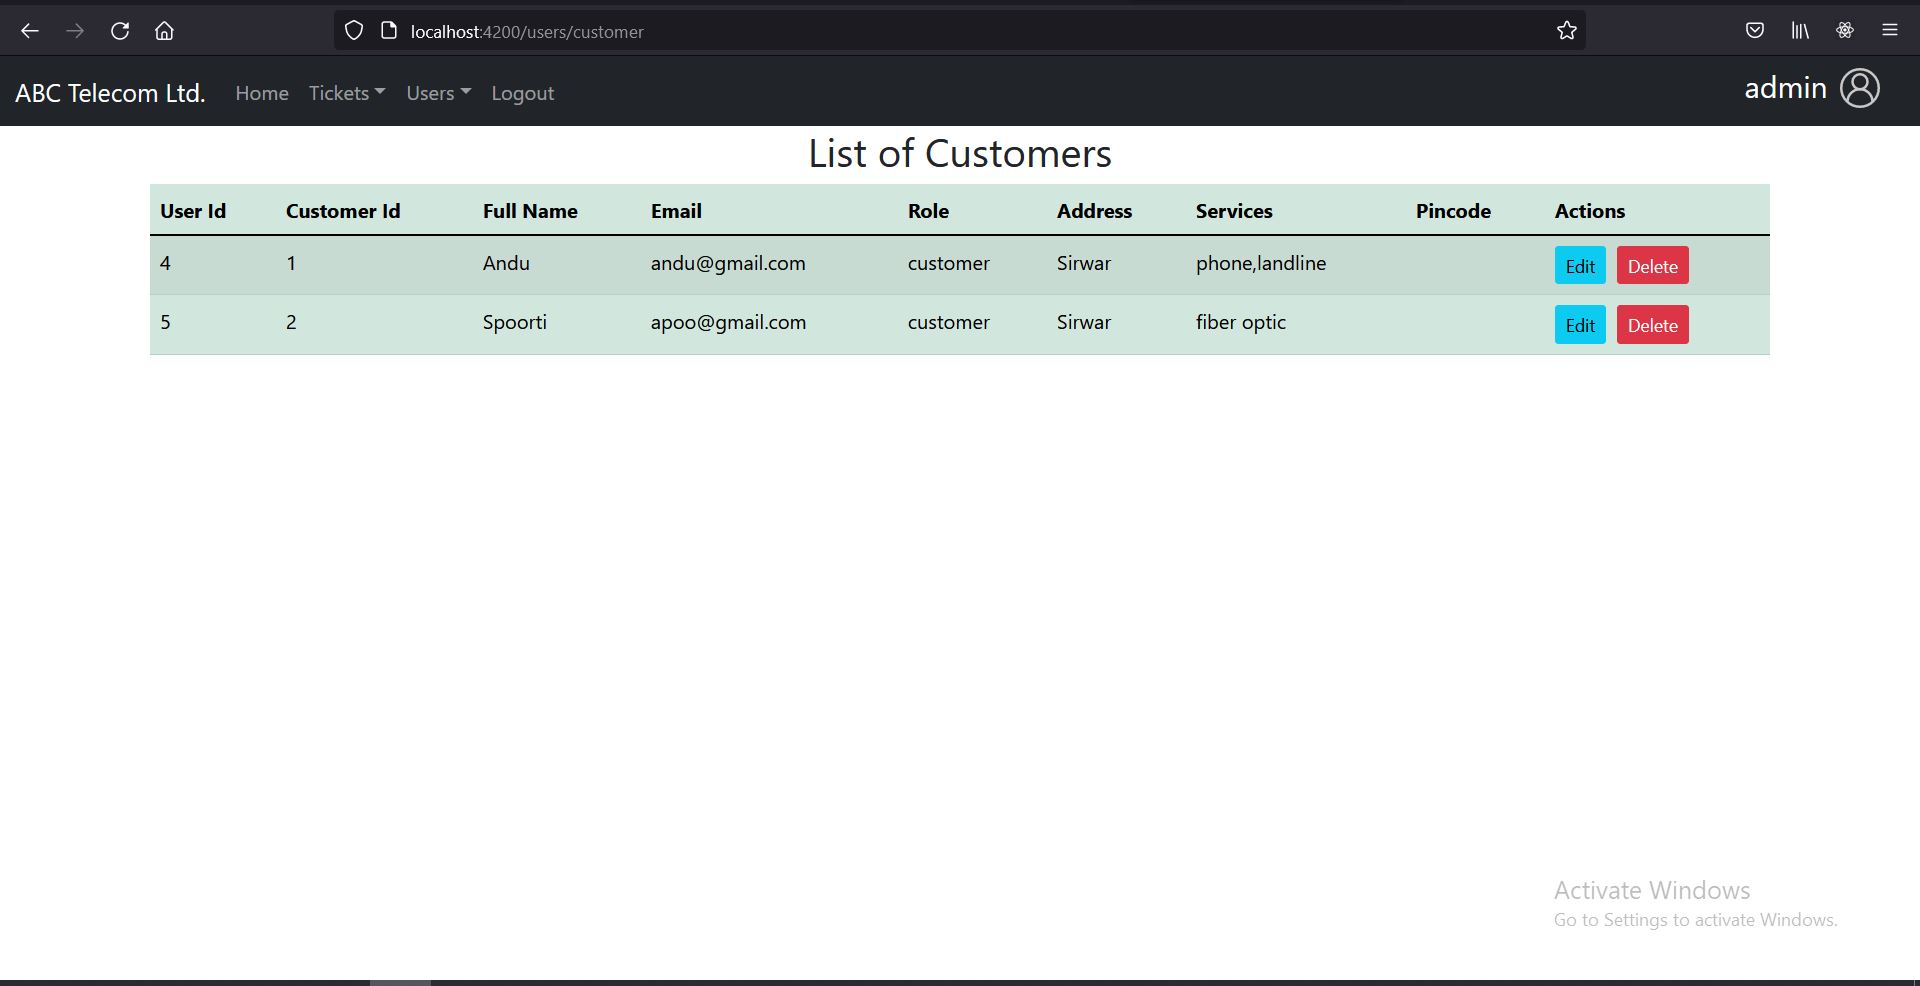 localhost:4200/users/customer
ABC Telecom Ltd. Home Tickets Users Logout admin
List of Customers
User Id Customer Id Full Name Email Role Address Services Pincode Actions
4 1 Andu andu@gmail.com customer Sirwar phone,landline Edit Delete
5 2 Spoorti apoo@gmail.com customer Sirwar fiber optic Edit Delete
Activate Windows
Go to Settings to activate Windows.